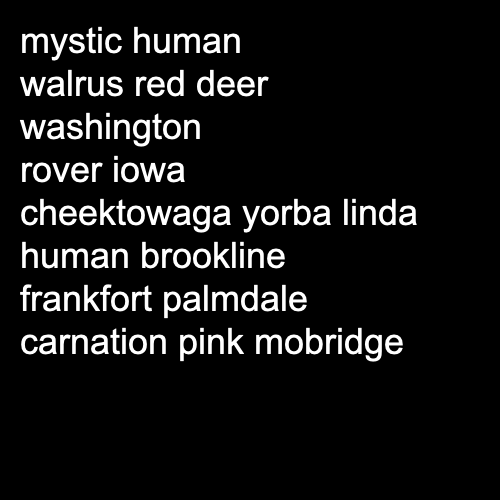 mystic human
walrus red deer
washington
rover iowa
cheektowaga yorba linda
human brookline
frankfort palmdale
carnation pink mobridge